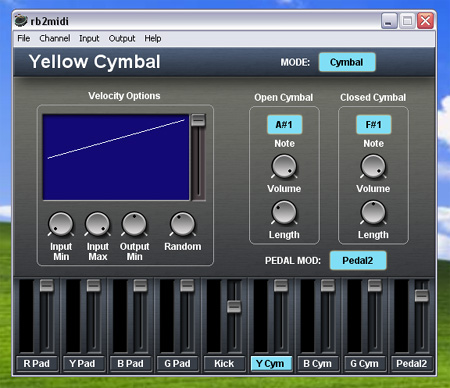 rb2midi
File Channel Input Output Help
Yellow Cymbal
MODE: Cymbal
Velocity Options
Open Cymbal Closed Cymbal
A#1 F#1
Note Note
Volume Volume
Input Min Input Max Output Min Random
Length Length
PEDAL MOD: Pedal2
R Pad Y Pad B Pad G Pad Kick Y Cym B Cym G Cym Pedal2